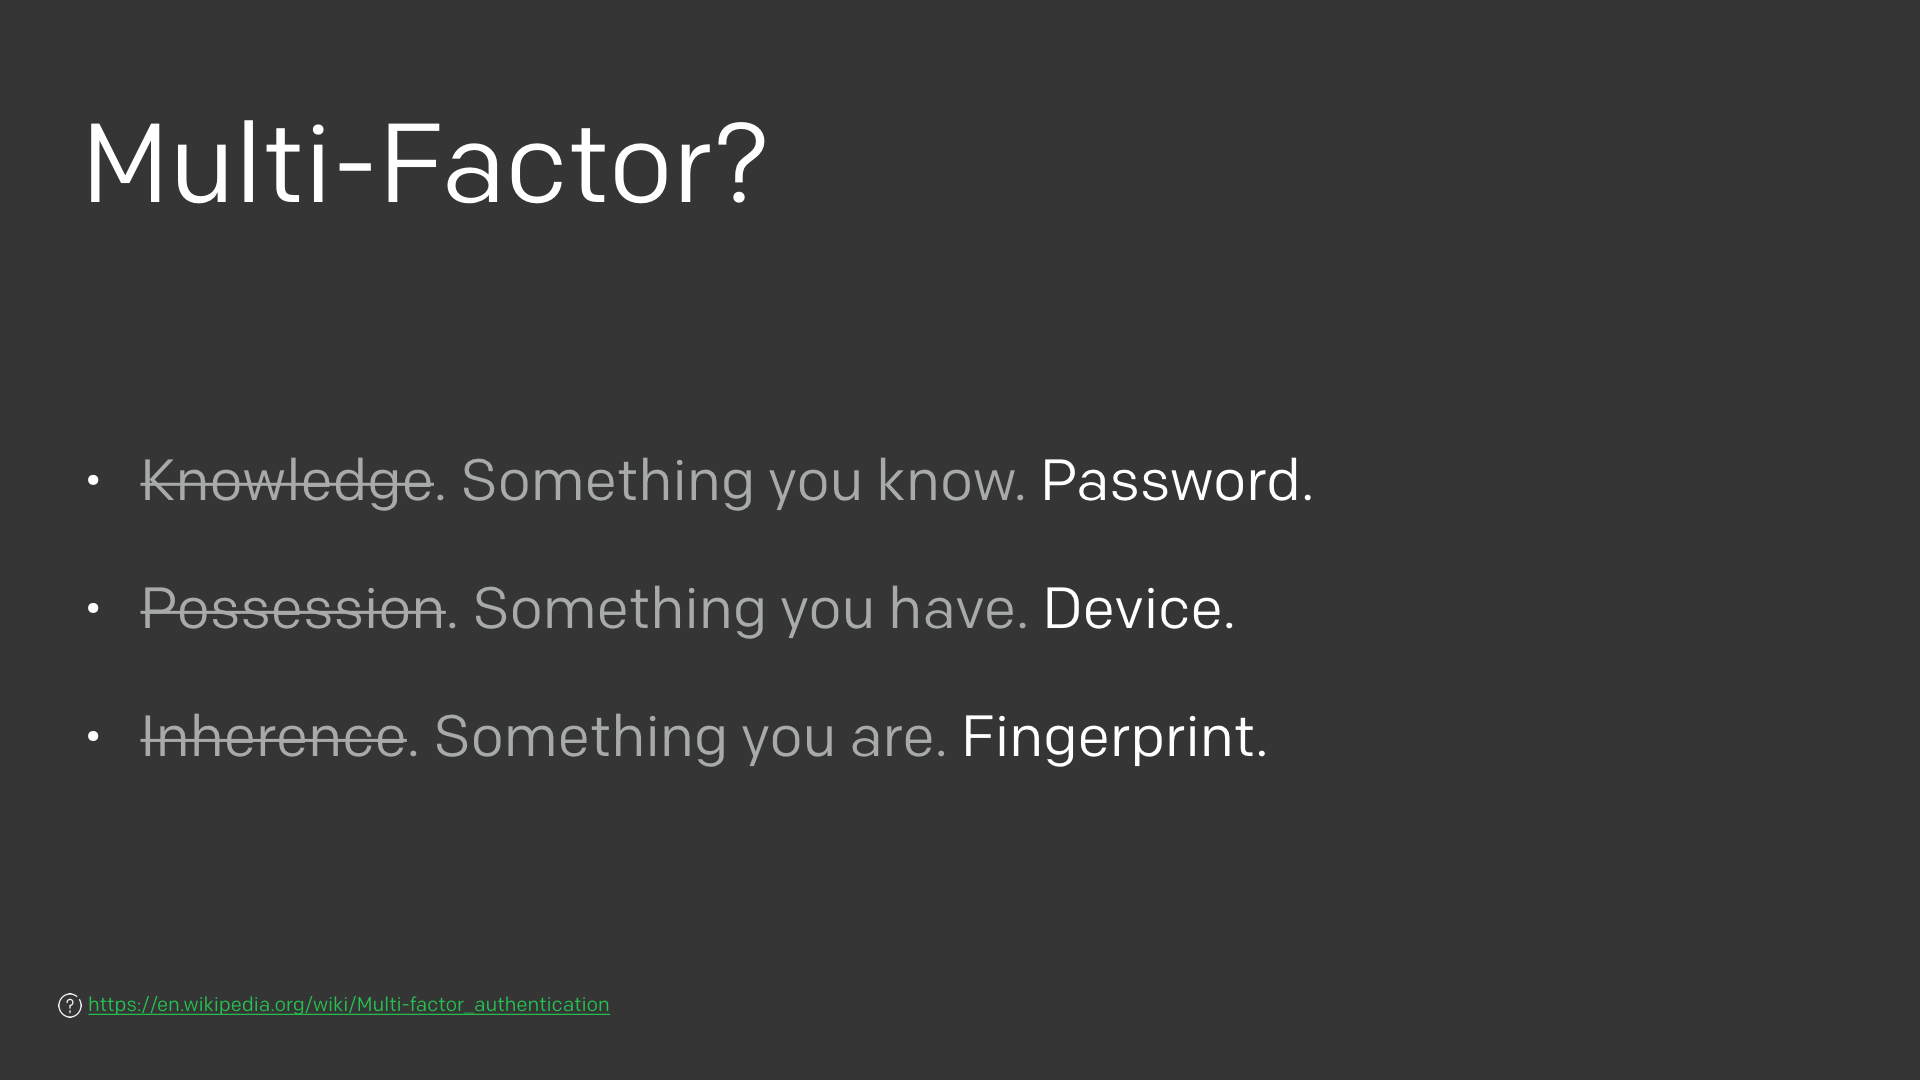 Multi-Factor?
• Knowledge. Something you know. Password.
• Possession. Something you have. Device.
• Inherence. Something you are. Fingerprint.
? https://en.wikipedia.org/wiki/Multi-factor_authentication